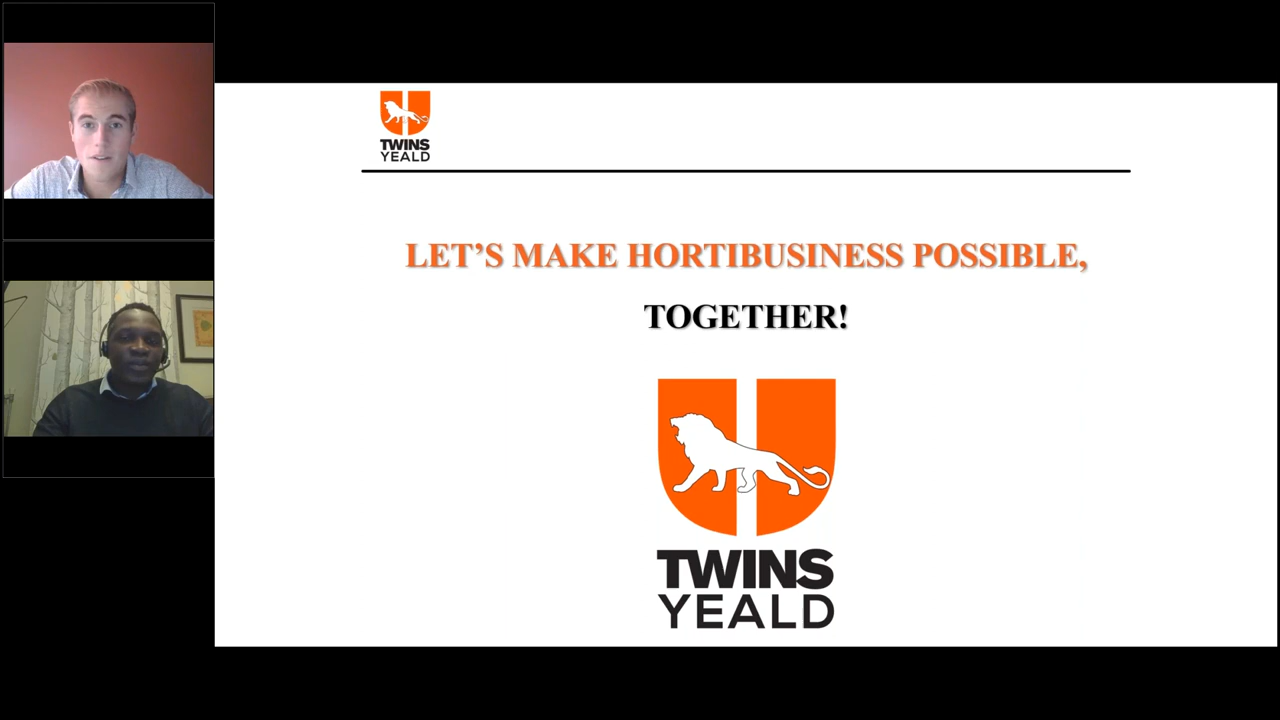 TWINS
YEALD
LET’S MAKE HORTIBUSINESS POSSIBLE,
TOGETHER!
TWINS
YEALD